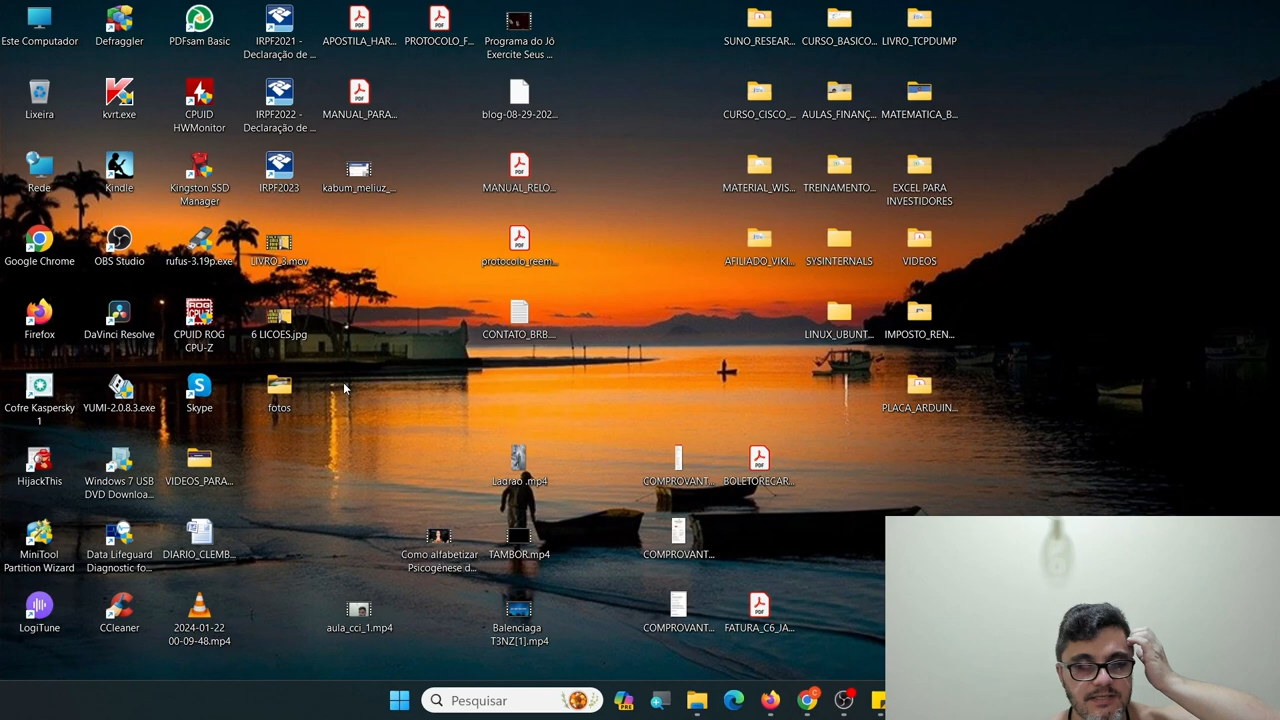 Este Computador
Defraggler
PDFsam Basic
IRPF2021 -
Declaração de ...
APOSTILA_HAR...
PROTOCOLO_F...
Programa do Jô
Exercite Seus ...
SUNO_RESEAR...
CURSO_BASICO...
LIVRO_TCPDUMP
Lixeira
kvrt.exe
CPUID
HWMonitor
IRPF2022 -
Declaração de ...
MANUAL_PARA...
blog-08-29-202...
CURSO_CISCO_...
AULAS_FINANÇ...
MATEMATICA_B...
Rede
Kindle
Kingston SSD
Manager
IRPF2023
kabum_meliuz_...
MANUAL_RELO...
MATERIAL_WIS...
TREINAMENTO...
EXCEL PARA
INVESTIDORES
Google Chrome
OBS Studio
rufus-3.19p.exe
LIVRO_3.mov
protocolo_reem...
AFILIADO_VIKI...
SYSINTERNALS
VIDEOS
Firefox
DaVinci Resolve
CPUID ROG
CPU-Z
6 LICOES.jpg
CONTATO_BRB....
LINUX_UBUNT...
IMPOSTO_REN...
Cofre Kaspersky
1
YUMI-2.0.8.3.exe
Skype
fotos
PLACA_ARDUIN...
HijackThis
Windows 7 USB
DVD Downloa...
VIDEOS_PARA...
Ladrão .mp4
COMPROVANT...
BOLETORECAR...
MiniTool
Partition Wizard
Data Lifeguard
Diagnostic fo...
DIARIO_CLEMB...
Como alfabetizar
Psicogênese d...
TAMBOR.mp4
COMPROVANT...
LogiTune
CCleaner
2024-01-22
00-09-48.mp4
aula_cci_1.mp4
Balenciaga
T3NZ[1].mp4
COMPROVANT...
FATURA_C6_JA...
Pesquisar